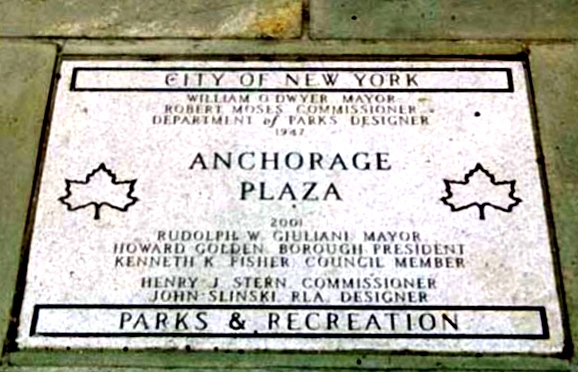 CITY OF NEW YORK
WILLIAM O'DWYER MAYOR
ROBERT MOSES COMMISSIONER
DEPARTMENT of PARKS DESIGNER
1947
ANCHORAGE
PLAZA
2001
RUDOLPH W. GIULIANI, MAYOR
HOWARD GOLDEN, BOROUGH PRESIDENT
KENNETH K. FISHER, COUNCIL MEMBER
HENRY J. STERN, COMMISSIONER
JOHN SLINSKI, RLA, DESIGNER
PARKS & RECREATION